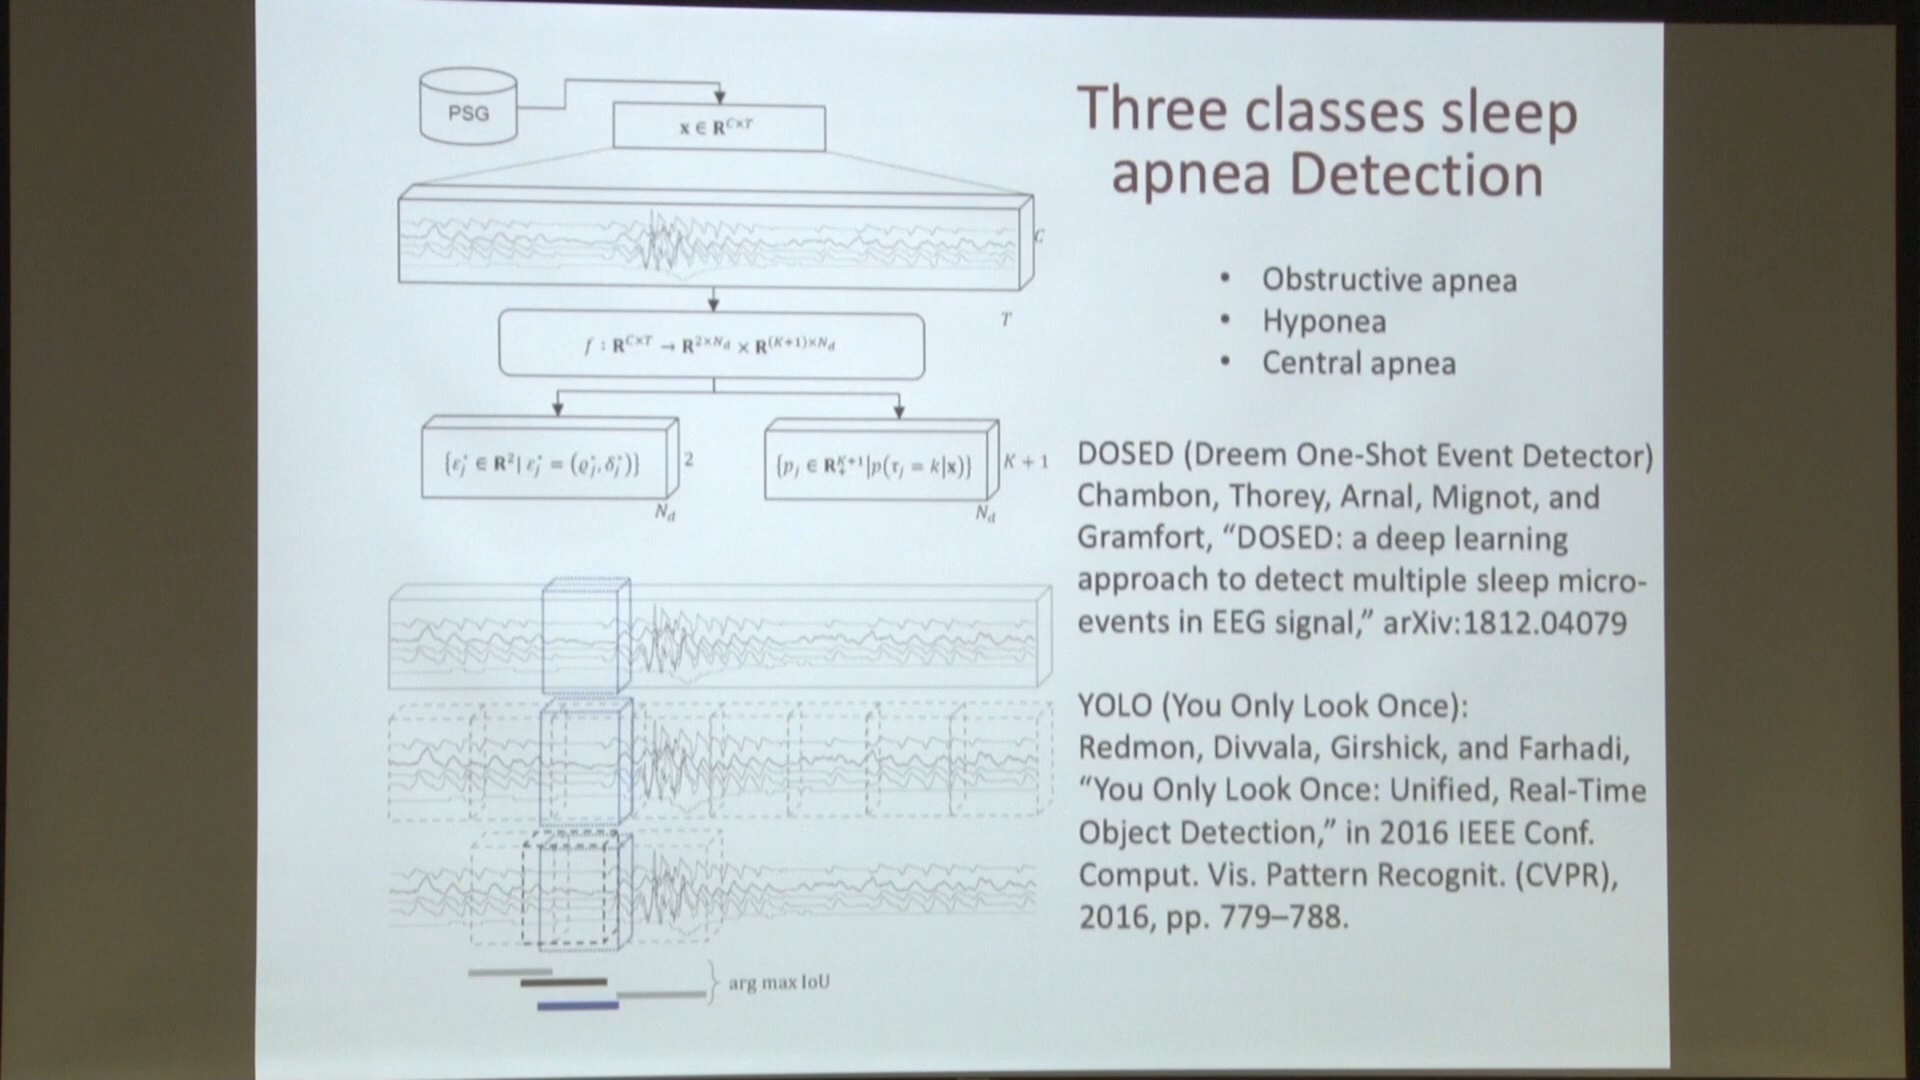 PSG
x ∈ R^{C×T}
C
T
f : R^{C×T} → R^{2×N_d} × R^{(K+1)×N_d}
{ε_j^* ∈ R^2 | ε_j^* = (ϱ_j^*, δ_j^*)}
2
N_d
{p_j ∈ R_+^{K+1} | p(τ_j = k|x)}
K + 1
N_d
arg max IoU
Three classes sleep
apnea Detection
• Obstructive apnea
• Hyponea
• Central apnea
DOSED (Dreem One-Shot Event Detector)
Chambon, Thorey, Arnal, Mignot, and
Gramfort, “DOSED: a deep learning
approach to detect multiple sleep micro-
events in EEG signal,” arXiv:1812.04079
YOLO (You Only Look Once):
Redmon, Divvala, Girshick, and Farhadi,
“You Only Look Once: Unified, Real-Time
Object Detection,” in 2016 IEEE Conf.
Comput. Vis. Pattern Recognit. (CVPR),
2016, pp. 779–788.